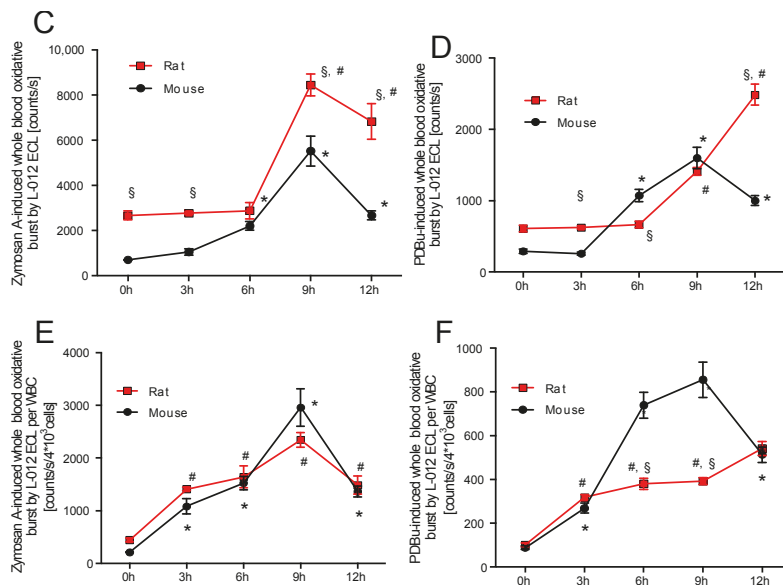 C
Zymosan A-induced whole blood oxidative
burst by L-012 ECL [counts/s]
10,000
8000
6000
4000
2000
0
Rat
Mouse
§
§
*
§, #
*
§, #
*
0h
3h
6h
9h
12h
D
PDBu-induced whole blood oxidative
burst by L-012 ECL [counts/s]
3000
2000
1000
0
Rat
Mouse
§
*
§
*
#
§, #
*
0h
3h
6h
9h
12h
E
Zymosan A-induced whole blood oxidative
burst by L-012 ECL per WBC
[counts/s/4*10³cells]
4000
3000
2000
1000
0
Rat
Mouse
#
*
#
*
*
#
#
*
0h
3h
6h
9h
12h
F
PDBu-induced whole blood oxidative
burst by L-012 ECL per WBC
[counts/s/4*10³cells]
1000
800
600
400
200
0
Rat
Mouse
#
*
#, §
#, §
*
0h
3h
6h
9h
12h